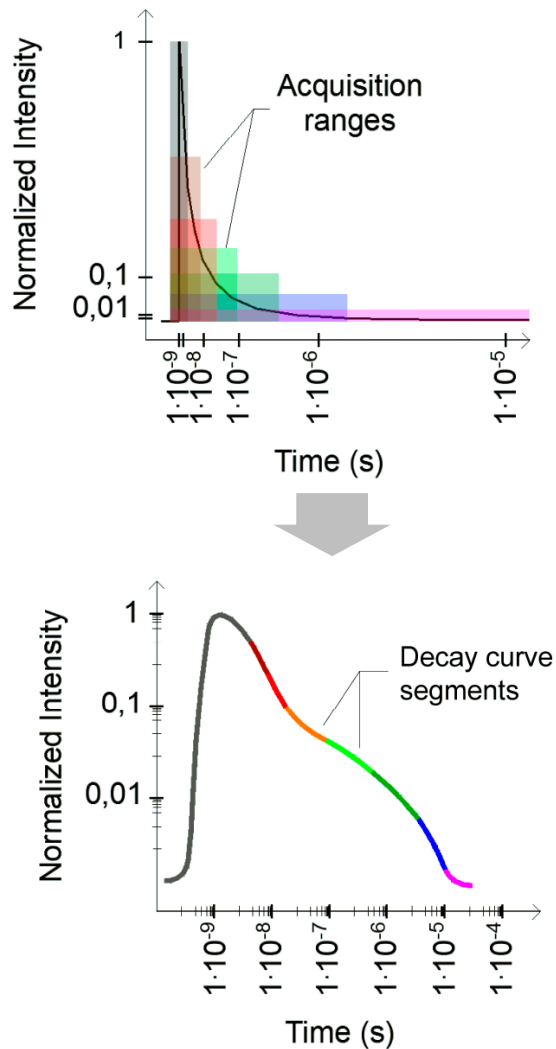 Normalized Intensity
1
0,1
0,01
Acquisition
ranges
1·10⁻⁹
1·10⁻⁸
1·10⁻⁷
1·10⁻⁶
1·10⁻⁵
Time (s)
Normalized Intensity
1
0,1
0,01
Decay curve
segments
1·10⁻⁹
1·10⁻⁸
1·10⁻⁷
1·10⁻⁶
1·10⁻⁵
1·10⁻⁴
Time (s)